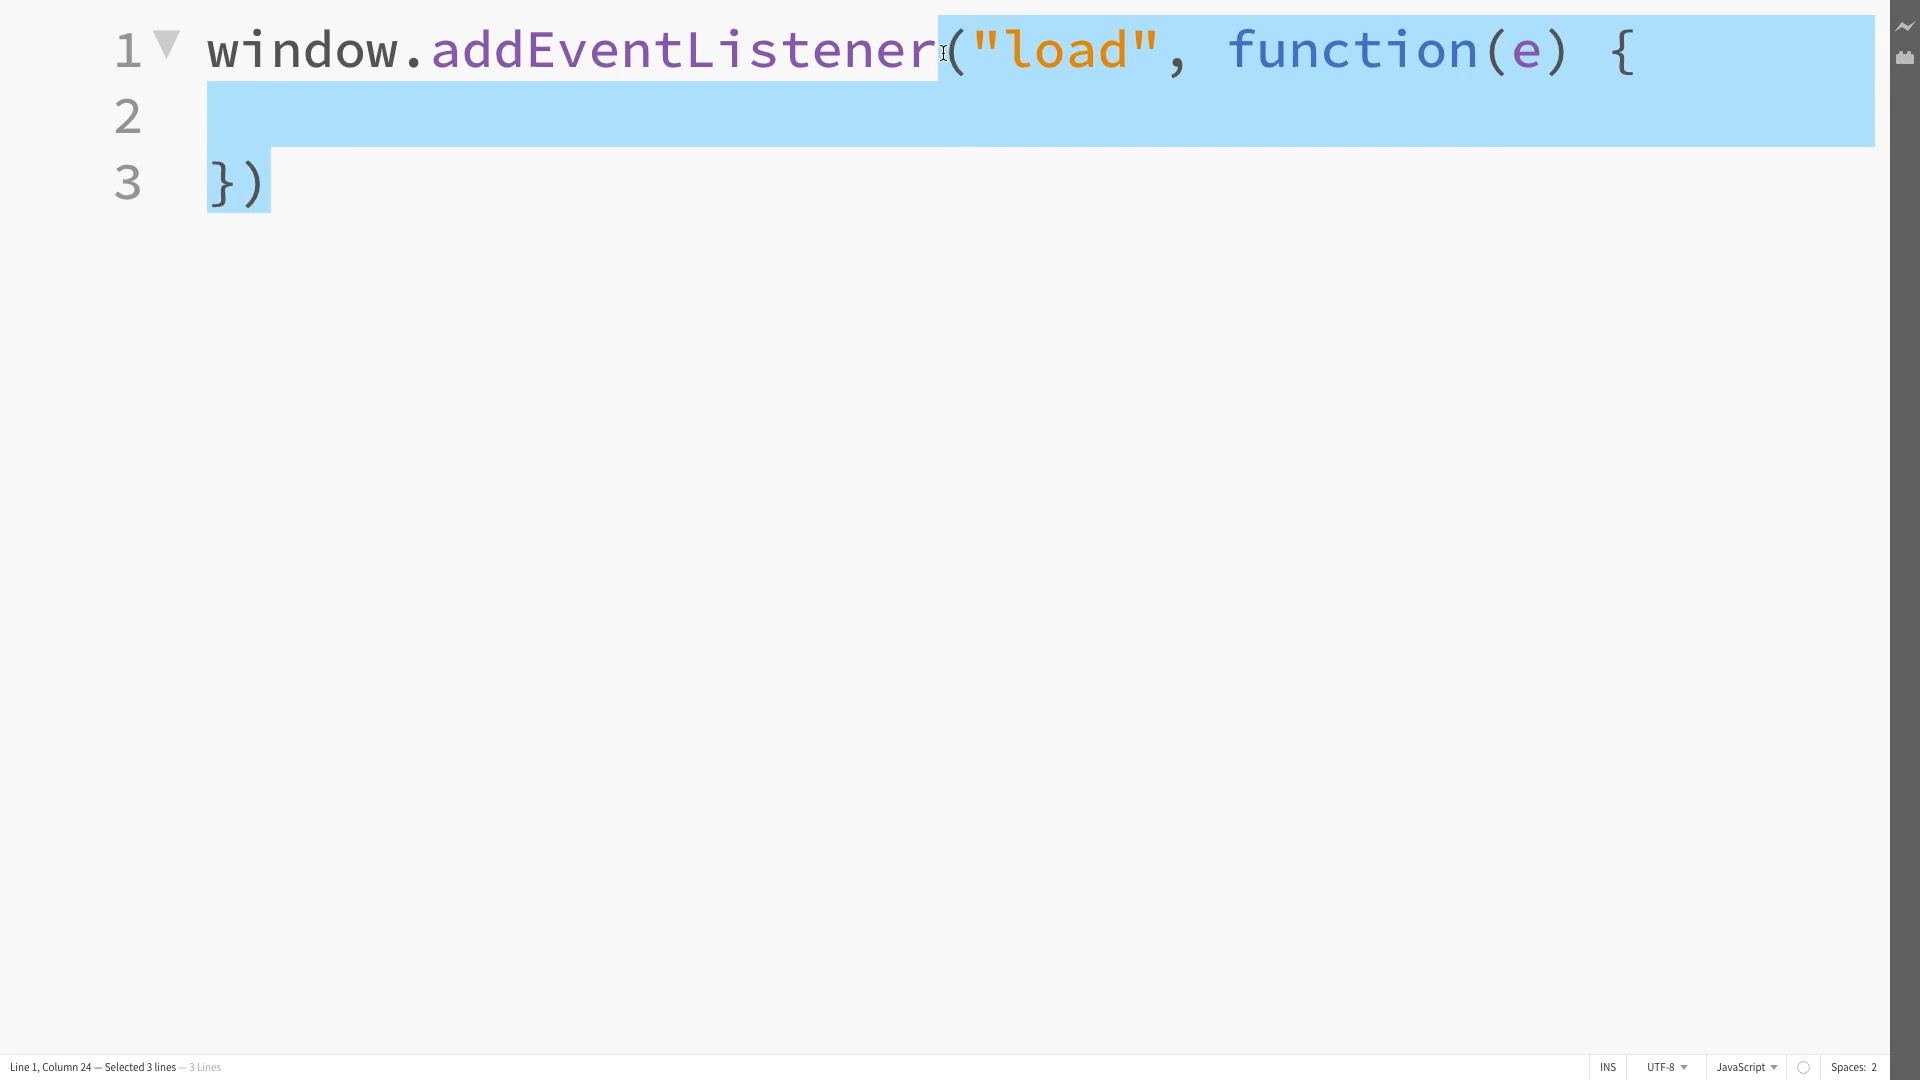 1 window.addEventListener("load", function(e) {
2
3 })
Line 1, Column 24 — Selected 3 lines — 3 Lines
INS UTF-8 JavaScript Spaces: 2